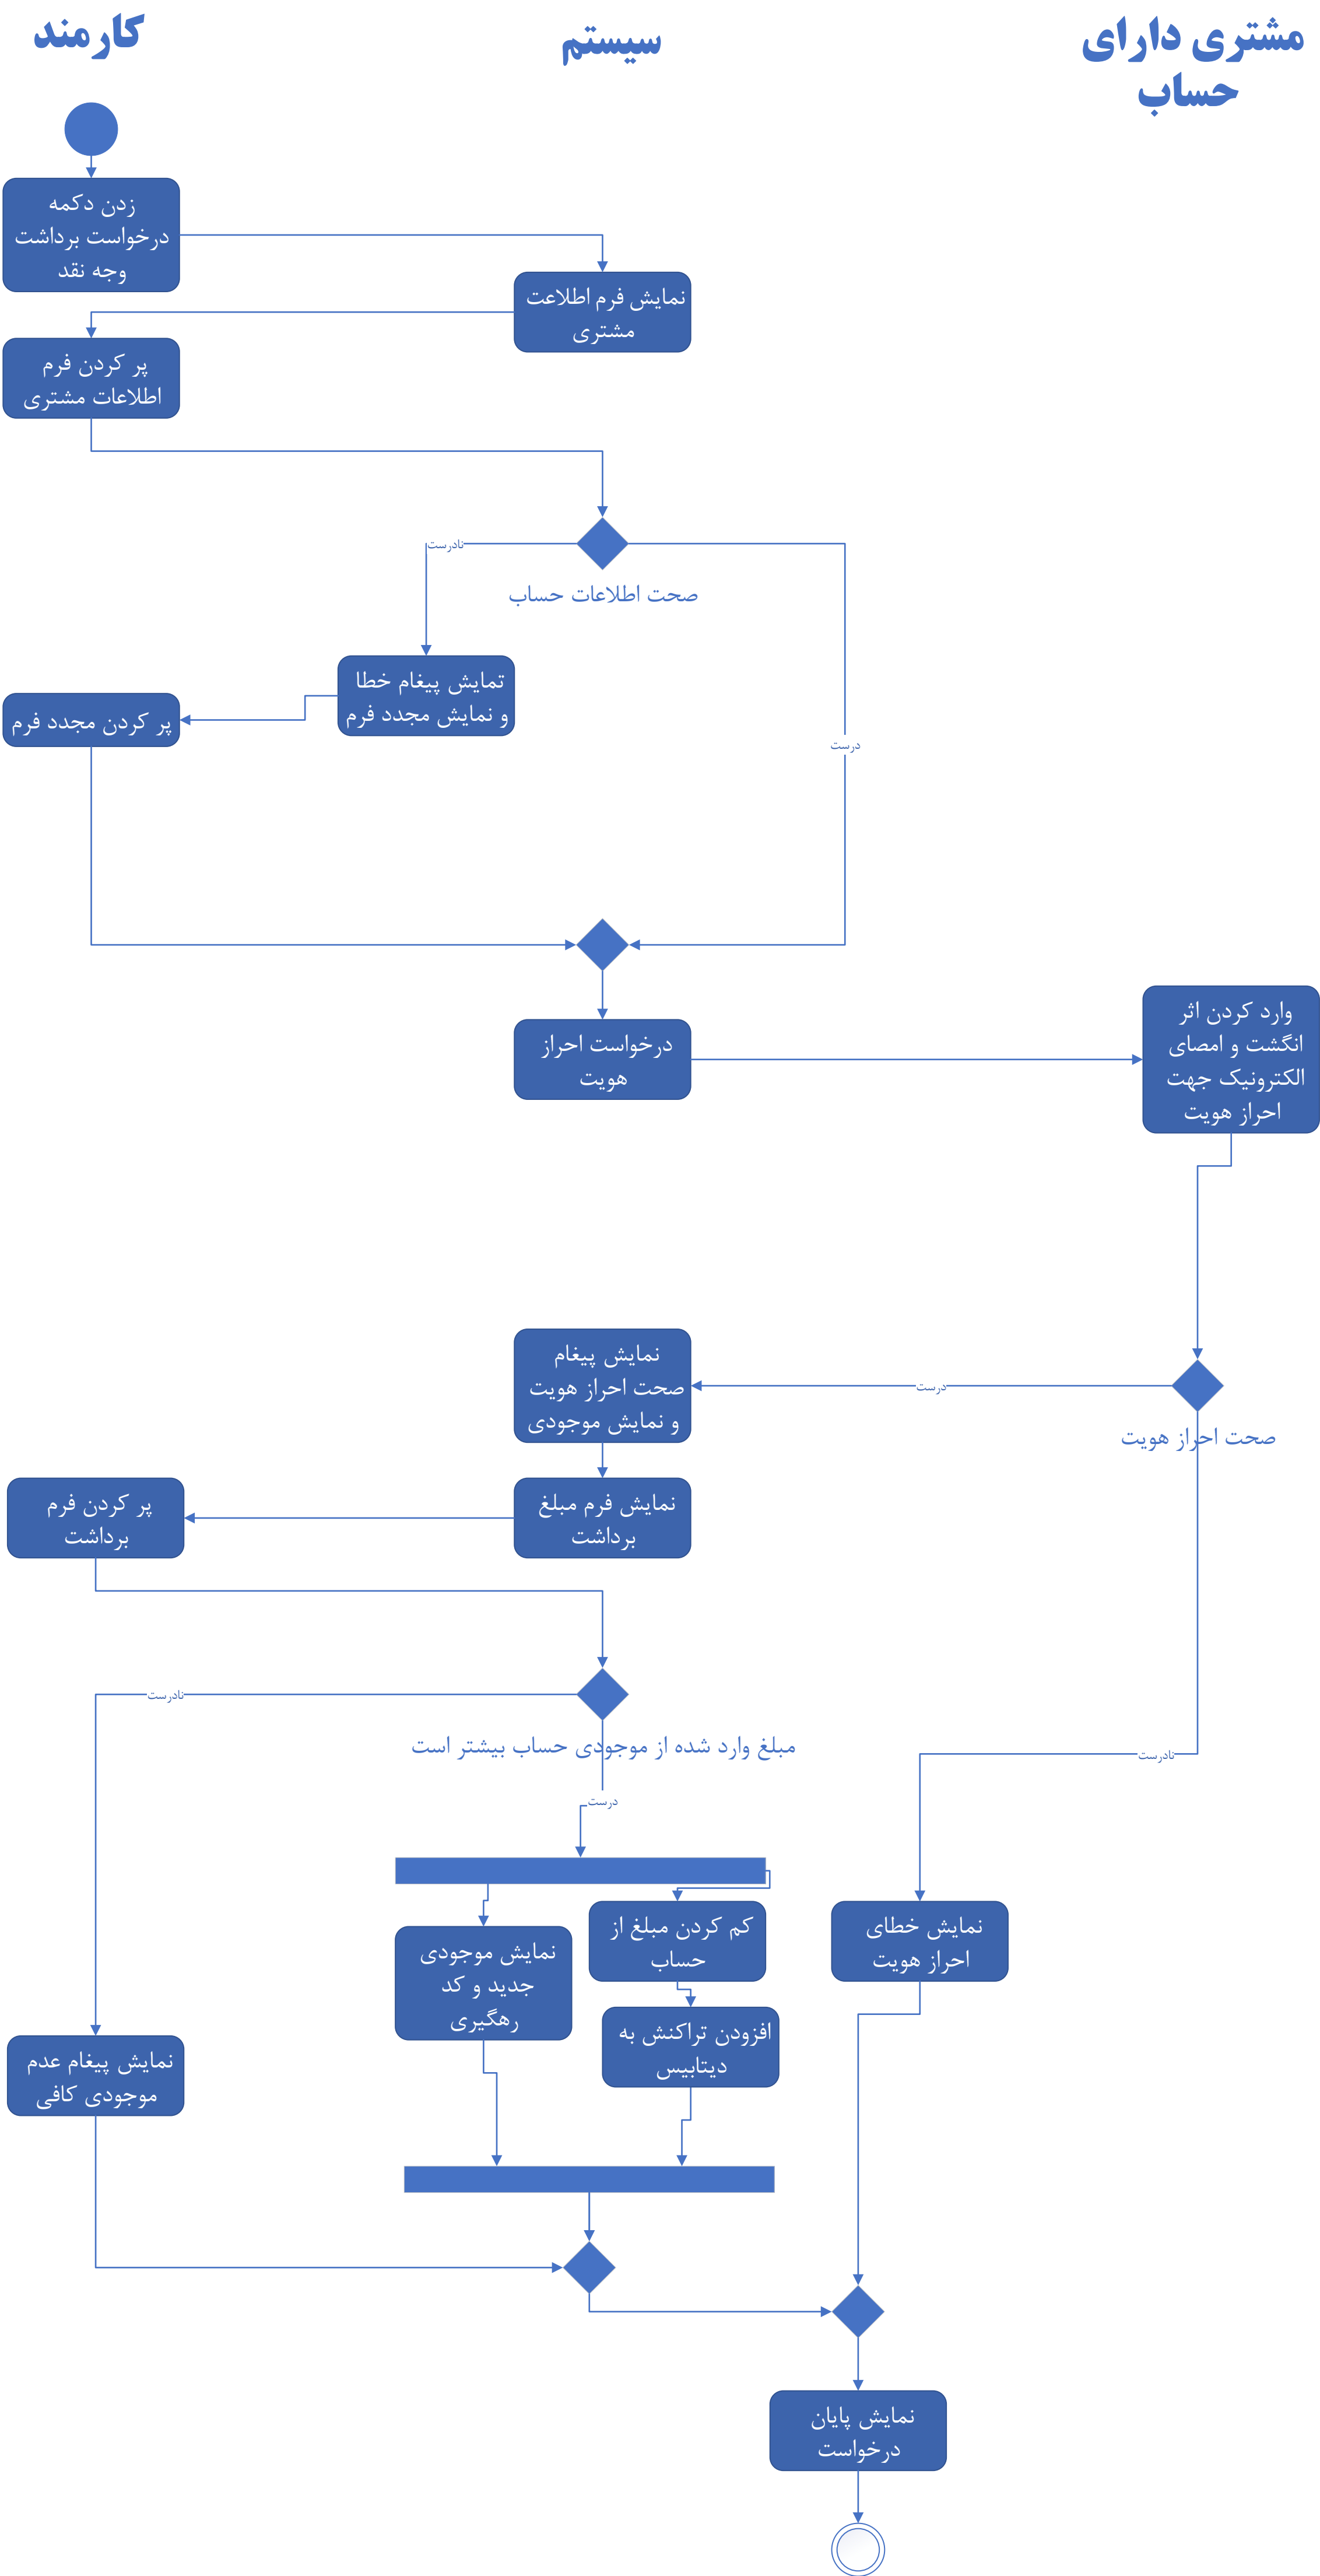 کارمند
سیستم
مشتری دارای
حساب
زدن دکمه
درخواست برداشت
وجه نقد
نمایش فرم اطلاعت
مشتری
پر کردن فرم
اطلاعات مشتری
نادرست
صحت اطلاعات حساب
تمایش پیغام خطا
و نمایش مجدد فرم
پر کردن مجدد فرم
درست
درخواست احراز
هویت
وارد کردن اثر
انگشت و امصای
الکترونیک جهت
احراز هویت
نمایش پیغام
صحت احراز هویت
و نمایش موجودی
درست
صحت احراز هویت
نمایش فرم مبلغ
برداشت
پر کردن فرم
برداشت
نادرست
مبلغ وارد شده از موجودی حساب بیشتر است
نادرست
درست
کم کردن مبلغ از
حساب
نمایش خطای
احراز هویت
نمایش موجودی
جدید و کد
رهگیری
افزودن تراکنش به
دیتابیس
نمایش پیغام عدم
موجودی کافی
نمایش پایان
درخواست